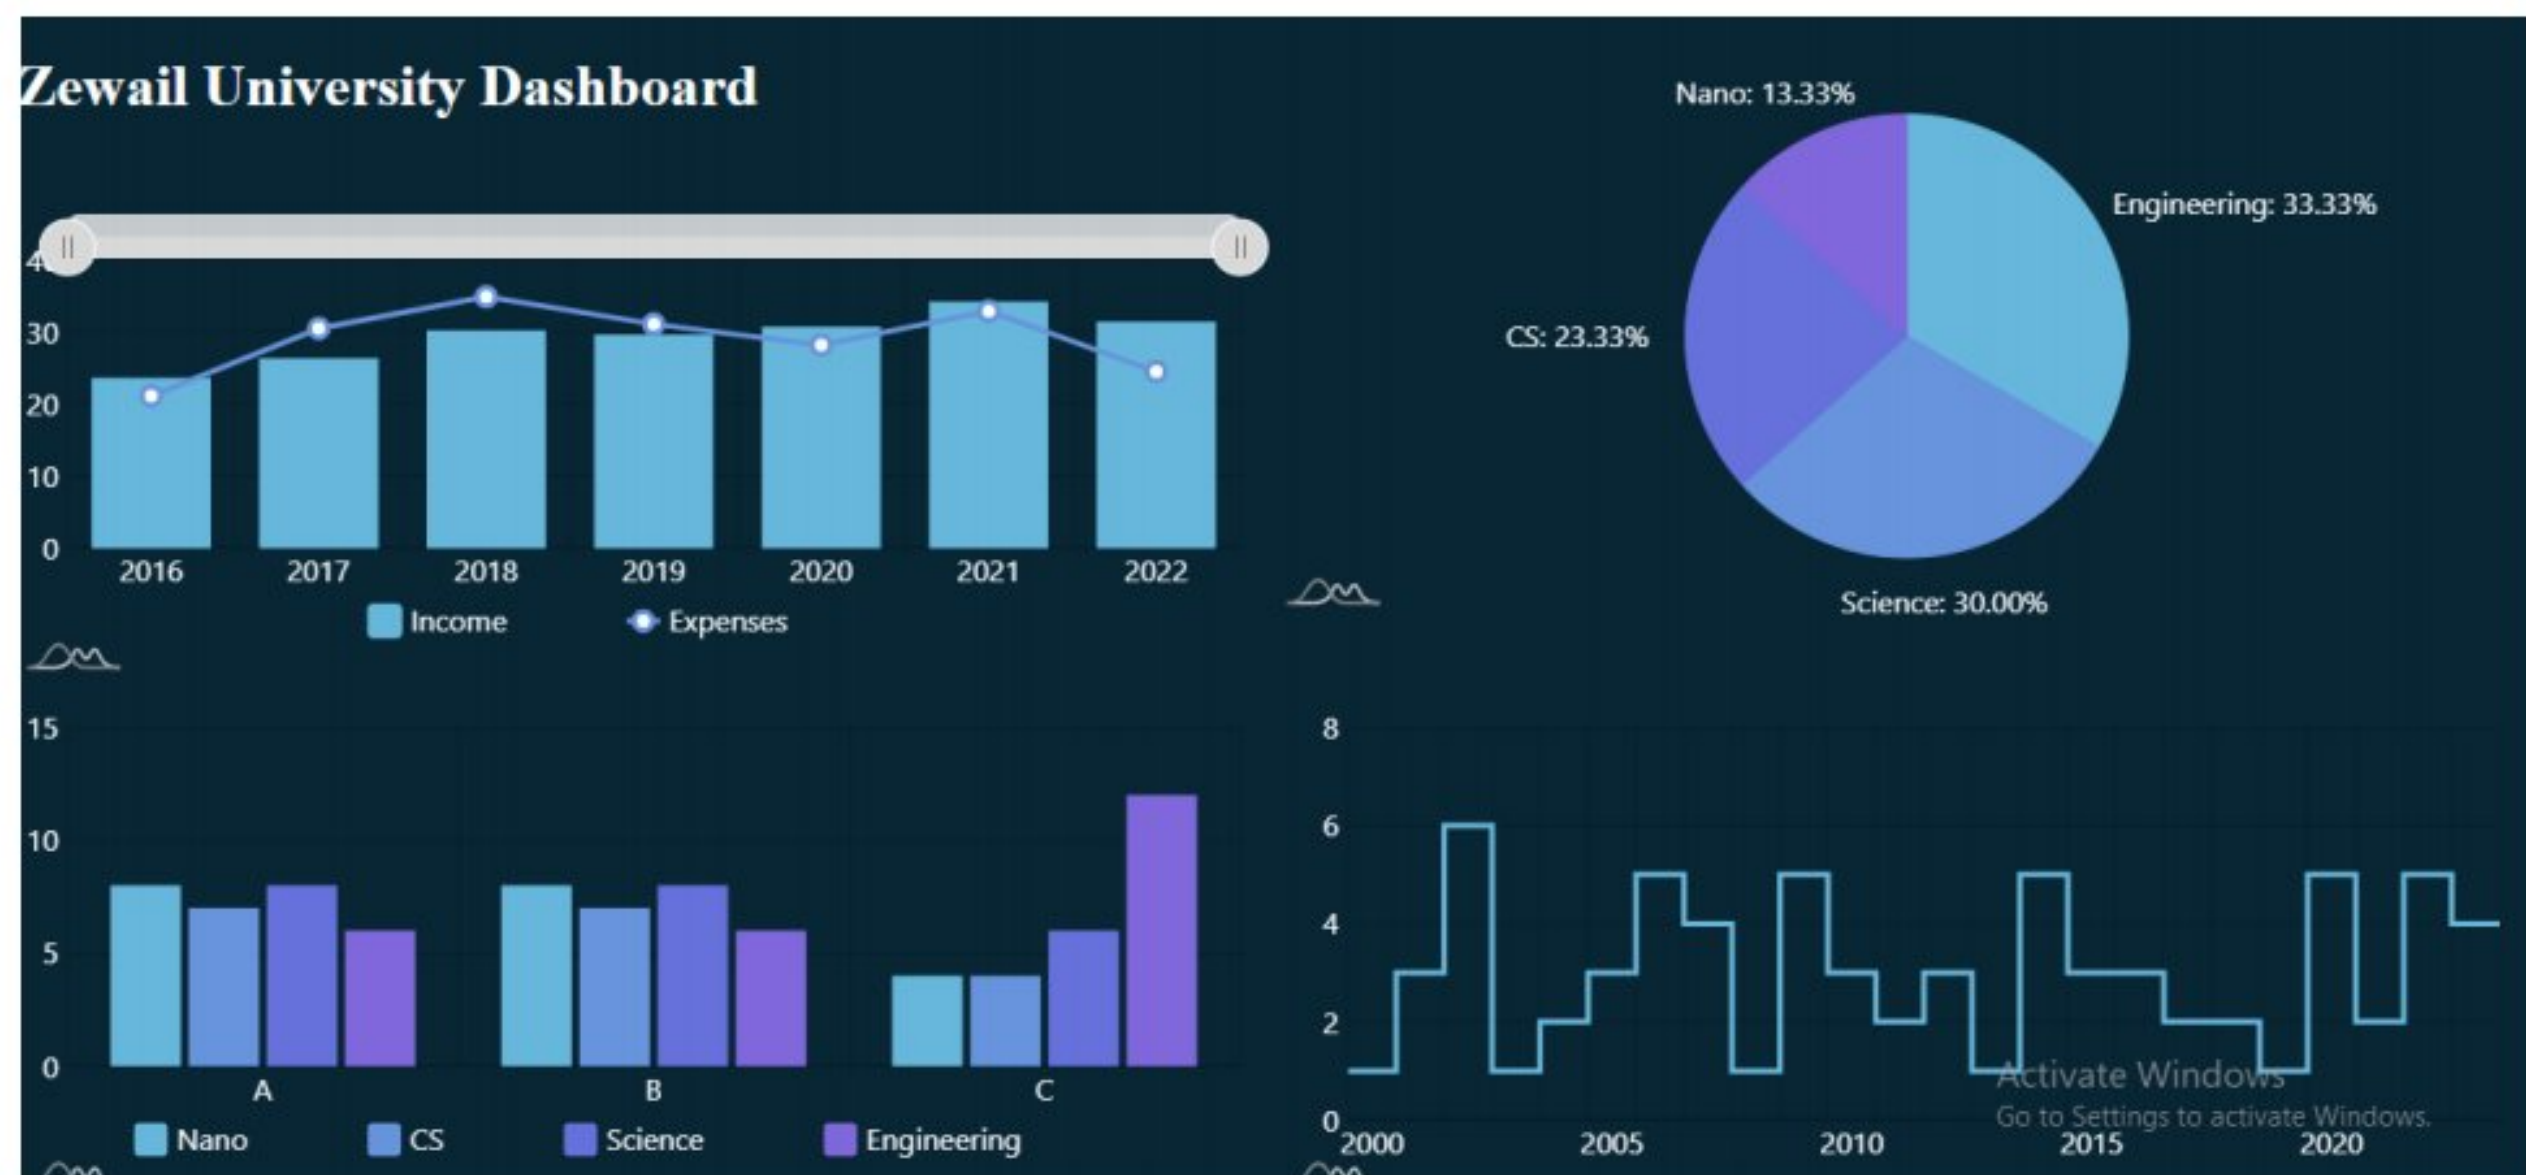 Zewail University Dashboard
30
20
10
0
2016 2017 2018 2019 2020 2021 2022
Income Expenses
Nano: 13.33%
Engineering: 33.33%
CS: 23.33%
Science: 30.00%
15
10
5
0
A B C
Nano CS Science Engineering
8
6
4
2
0
2000 2005 2010 2015 2020
Activate Windows
Go to Settings to activate Windows.